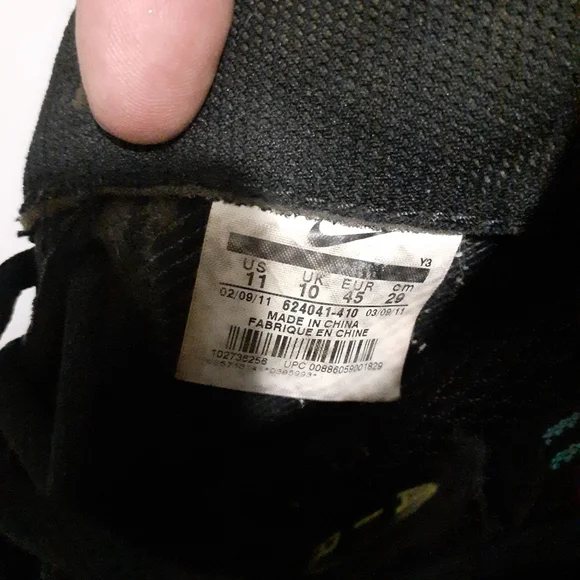 Y3
US UK EUR cm
11 10 45 29
02/09/11 624041-410 03/09/11
MADE IN CHINA
FABRIQUE EN CHINE
102736256 UPC 00886059001829